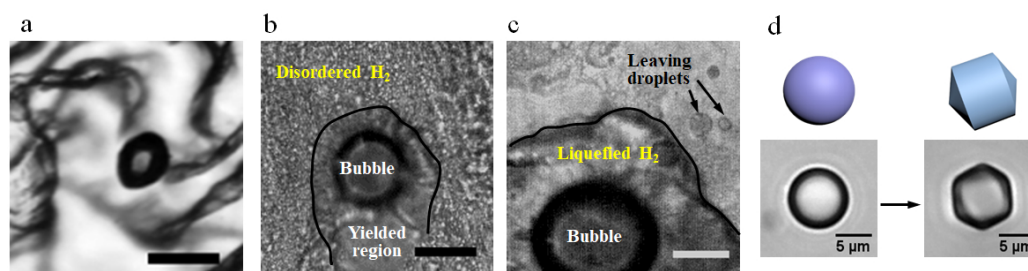 a
b
c
d
Disordered H2
Bubble
Yielded
region
Leaving
droplets
Liquefied H2
Bubble
5 µm
5 µm